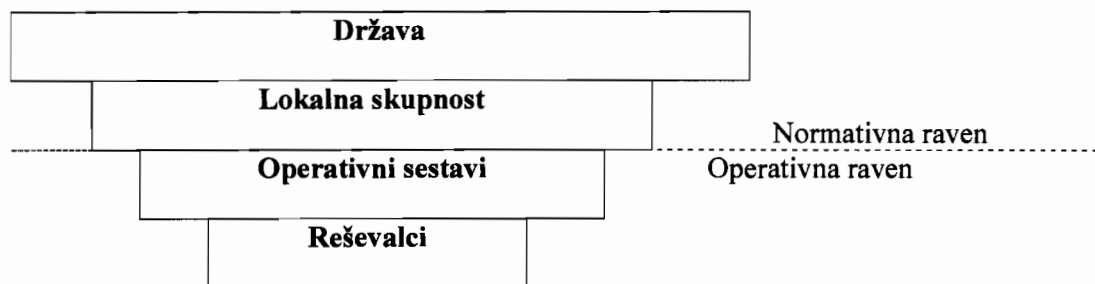 Država
Lokalna skupnost
Normativna raven
Operativni sestavi
Operativna raven
Reševalci